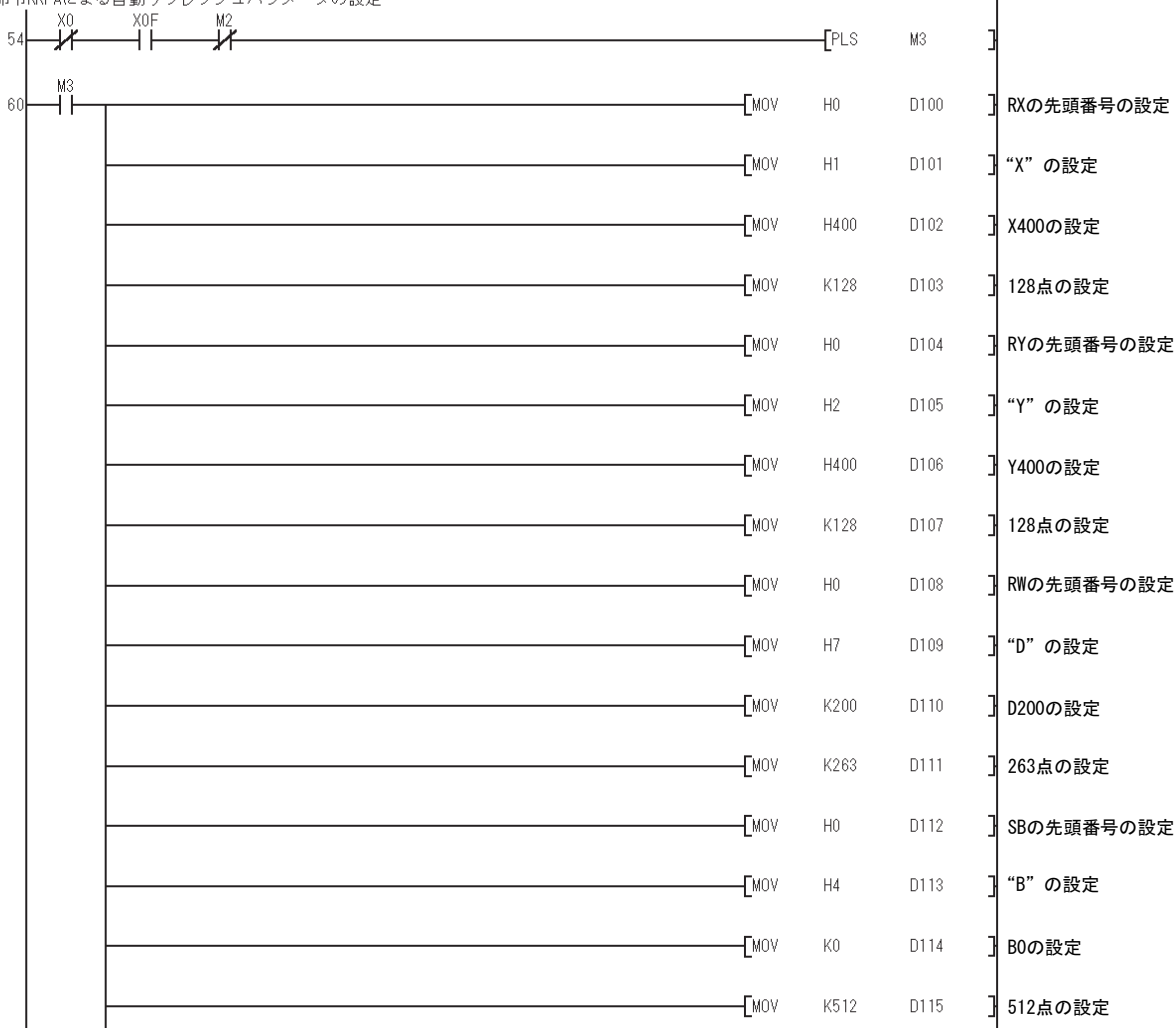 X0 X0F M2
54 [PLS M3 ]
M3
60 [MOV H0 D100 ] RXの先頭番号の設定
[MOV H1 D101 ] “X”の設定
[MOV H400 D102 ] X400の設定
[MOV K128 D103 ] 128点の設定
[MOV H0 D104 ] RYの先頭番号の設定
[MOV H2 D105 ] “Y”の設定
[MOV H400 D106 ] Y400の設定
[MOV K128 D107 ] 128点の設定
[MOV H0 D108 ] RWの先頭番号の設定
[MOV H7 D109 ] “D”の設定
[MOV K200 D110 ] D200の設定
[MOV K263 D111 ] 263点の設定
[MOV H0 D112 ] SBの先頭番号の設定
[MOV H4 D113 ] “B”の設定
[MOV K0 D114 ] B0の設定
[MOV K512 D115 ] 512点の設定